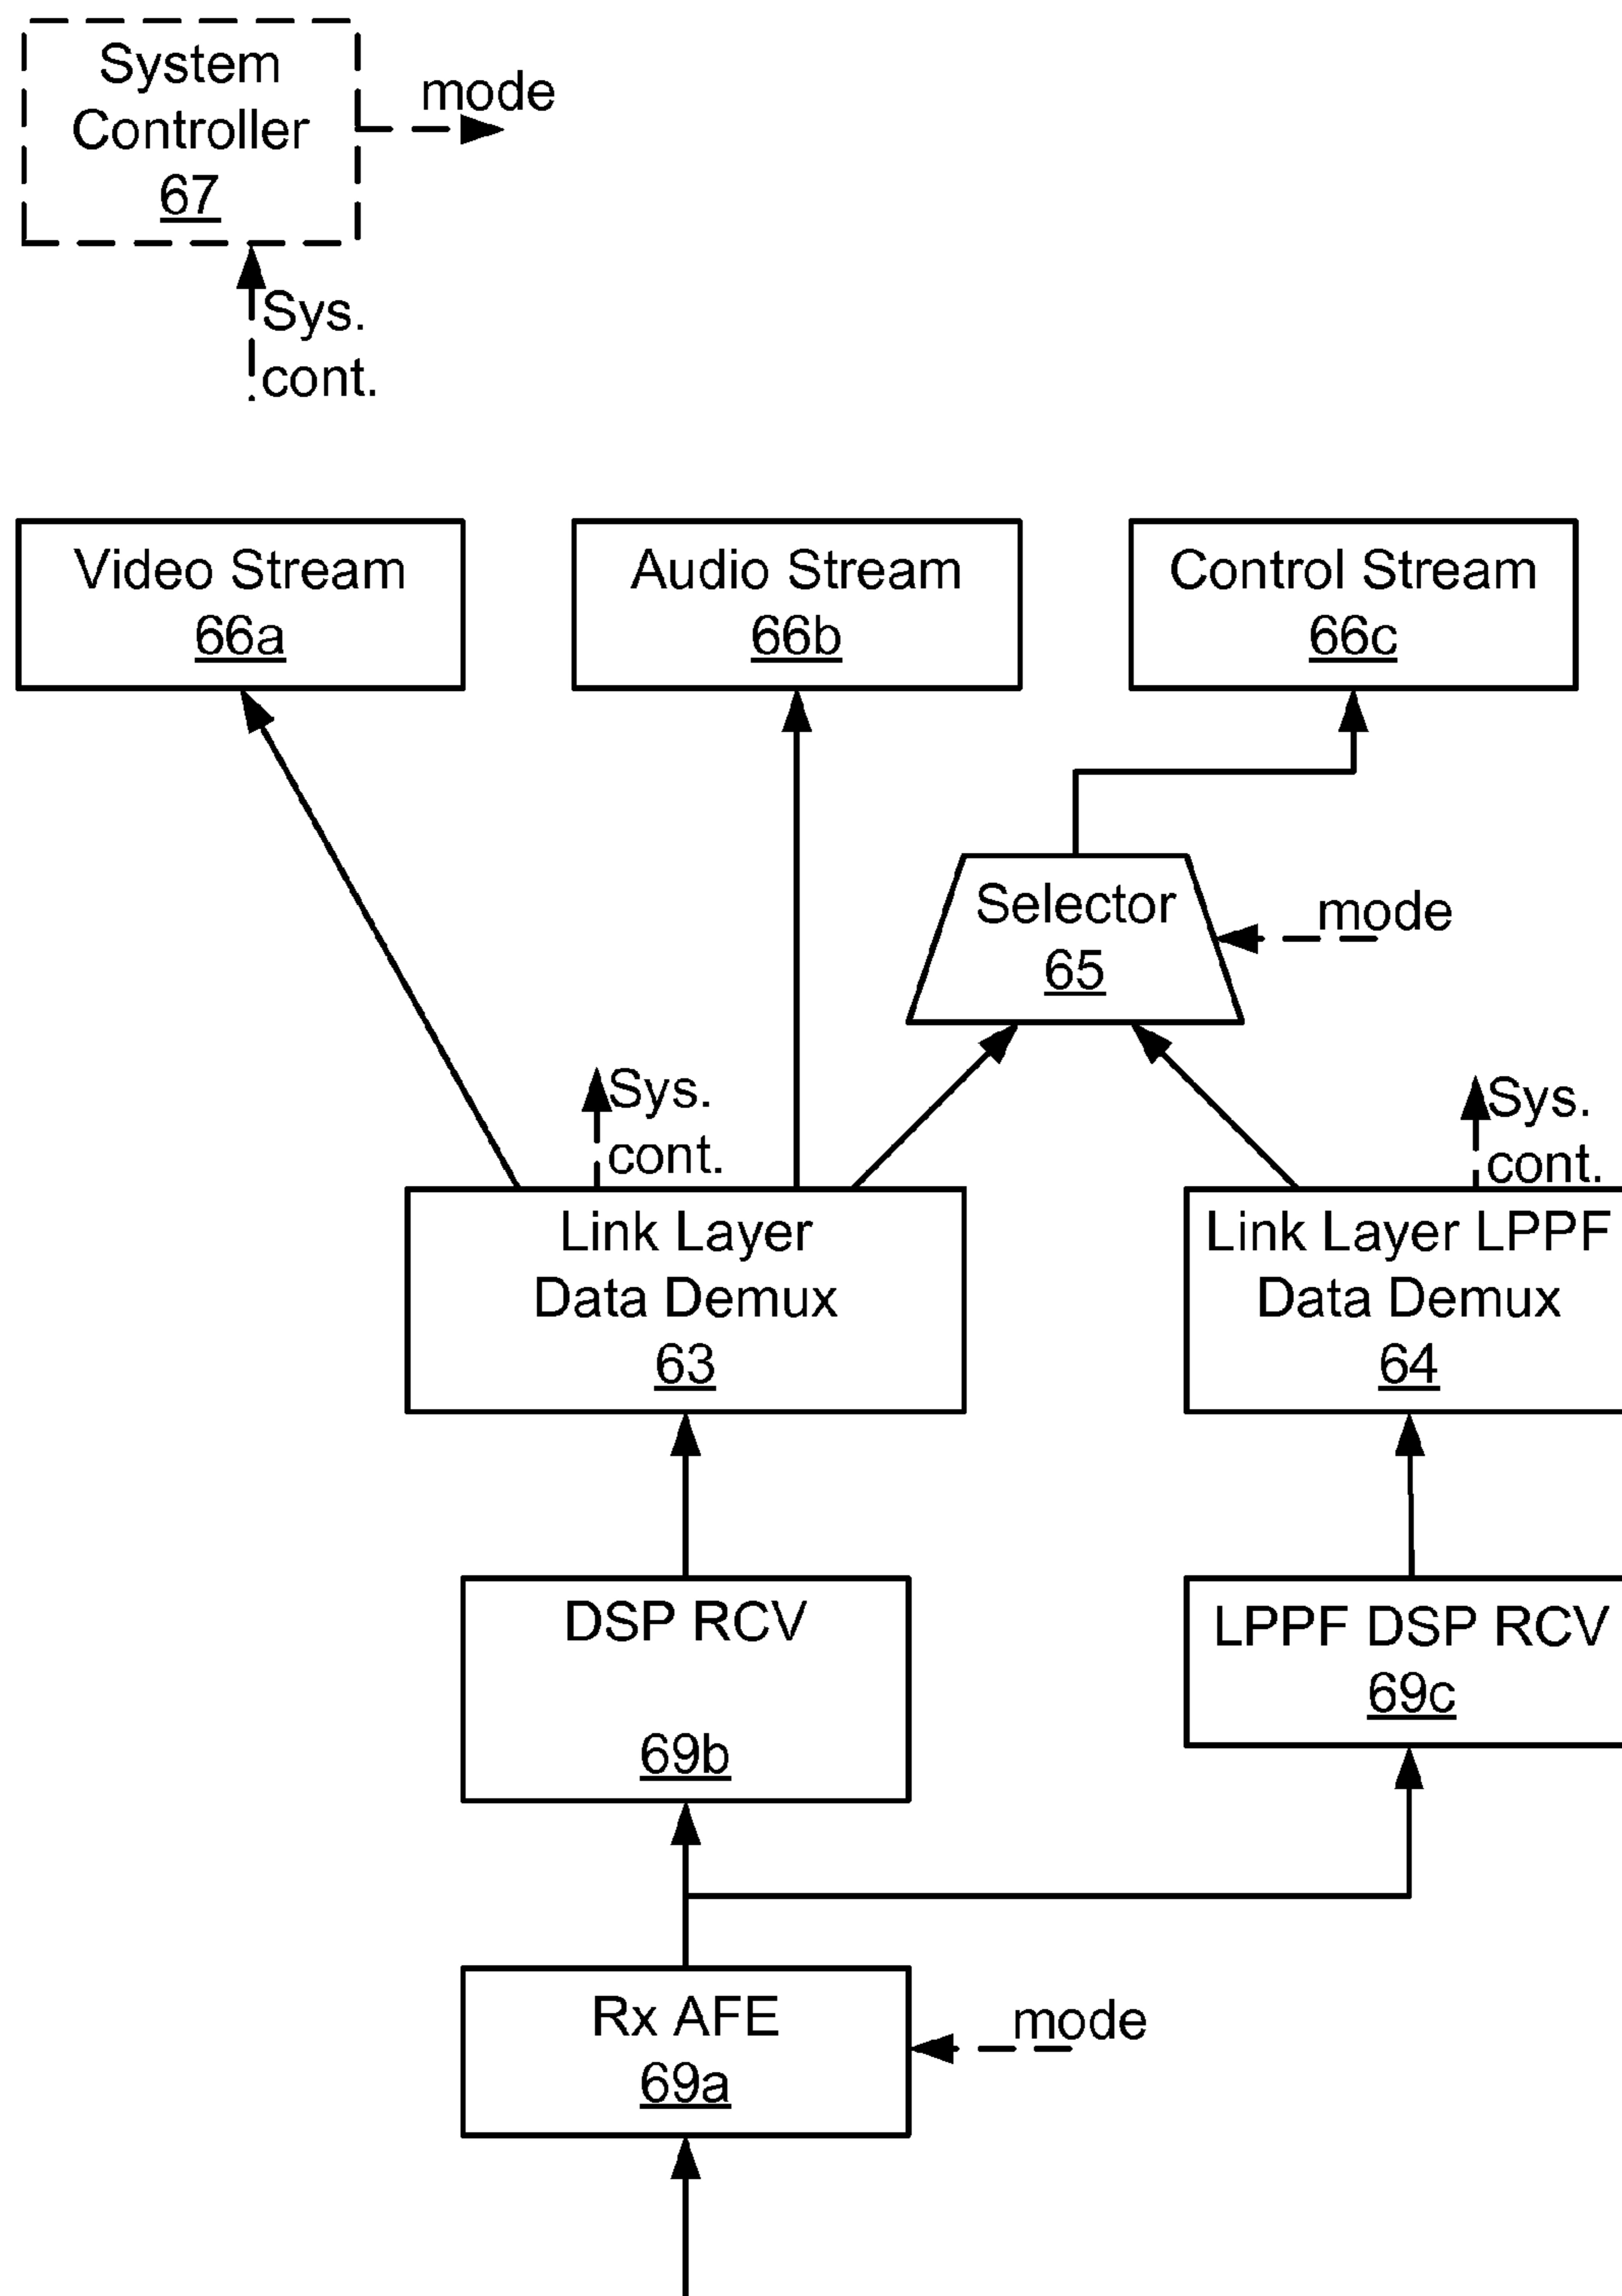 System
Controller
67
mode
Sys.
cont.
Video Stream
66a
Audio Stream
66b
Control Stream
66c
Selector
65
mode
Sys.
cont.
Sys.
cont.
Link Layer
Data Demux
63
Link Layer LPPF
Data Demux
64
DSP RCV
69b
LPPF DSP RCV
69c
Rx AFE
69a
mode